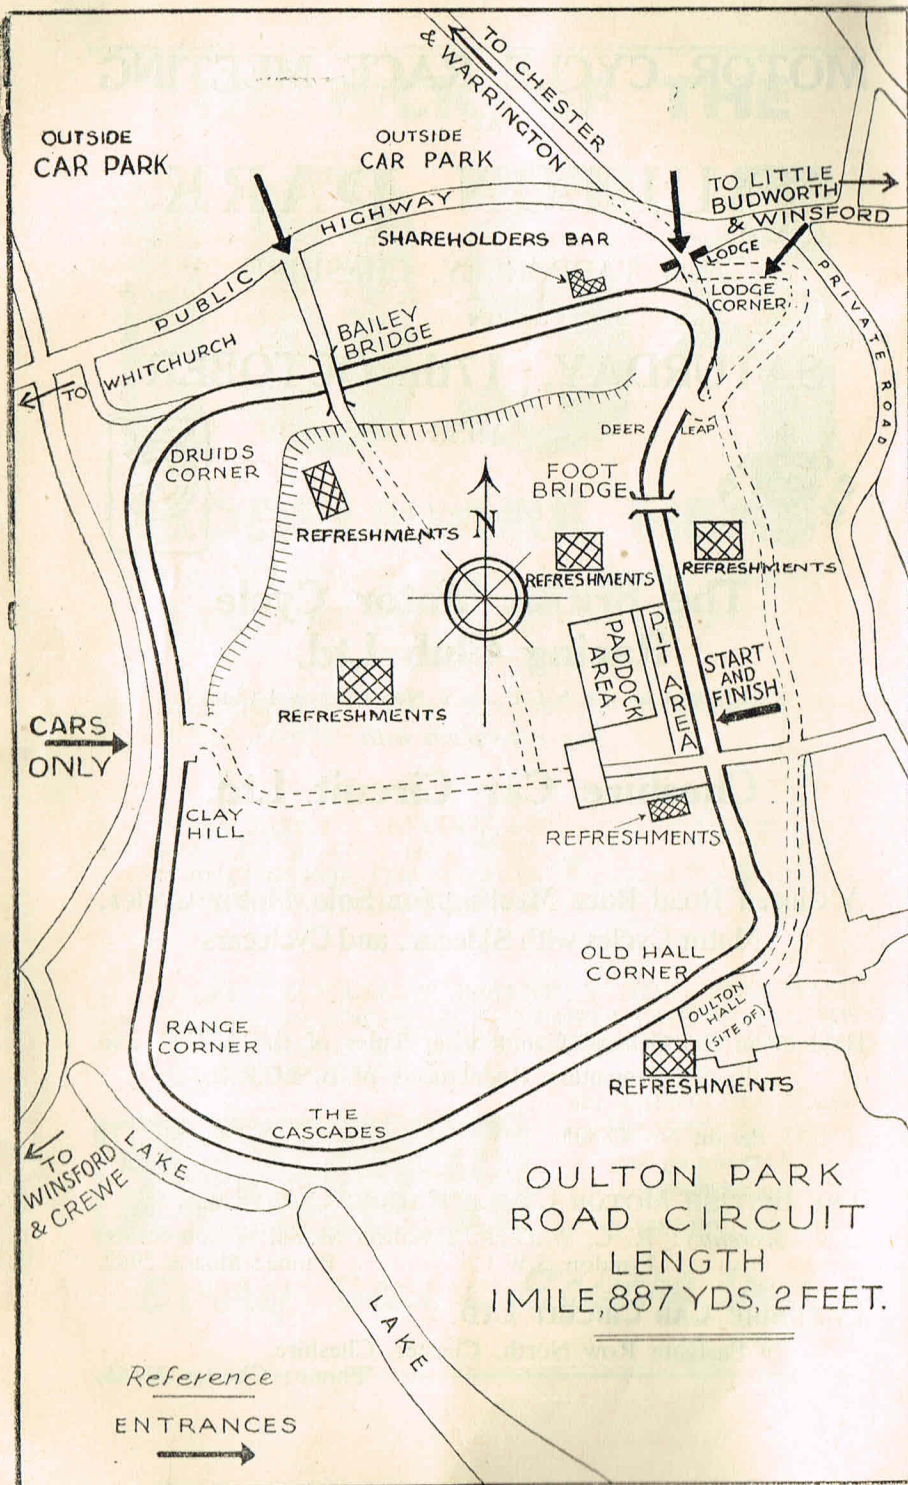 TO CHESTER
& WARRINGTON
OUTSIDE
CAR PARK
OUTSIDE
CAR PARK
TO LITTLE
BUDWORTH
& WINSFORD
PUBLIC HIGHWAY
SHAREHOLDERS BAR
LODGE
LODGE
CORNER
PRIVATE ROAD
TO WHITCHURCH
BAILEY
BRIDGE
DRUIDS
CORNER
DEER LEAP
FOOT
BRIDGE
REFRESHMENTS
N
REFRESHMENTS
REFRESHMENTS
PADDOCK
AREA
PIT AREA
START
AND
FINISH
REFRESHMENTS
CARS
ONLY
CLAY
HILL
REFRESHMENTS
OLD HALL
CORNER
OULTON
HALL
(SITE OF)
RANGE
CORNER
REFRESHMENTS
THE
CASCADES
TO
WINSFORD
& CREWE
LAKE
LAKE
OULTON PARK
ROAD CIRCUIT
LENGTH
1 MILE, 887 YDS, 2 FEET.
Reference
ENTRANCES